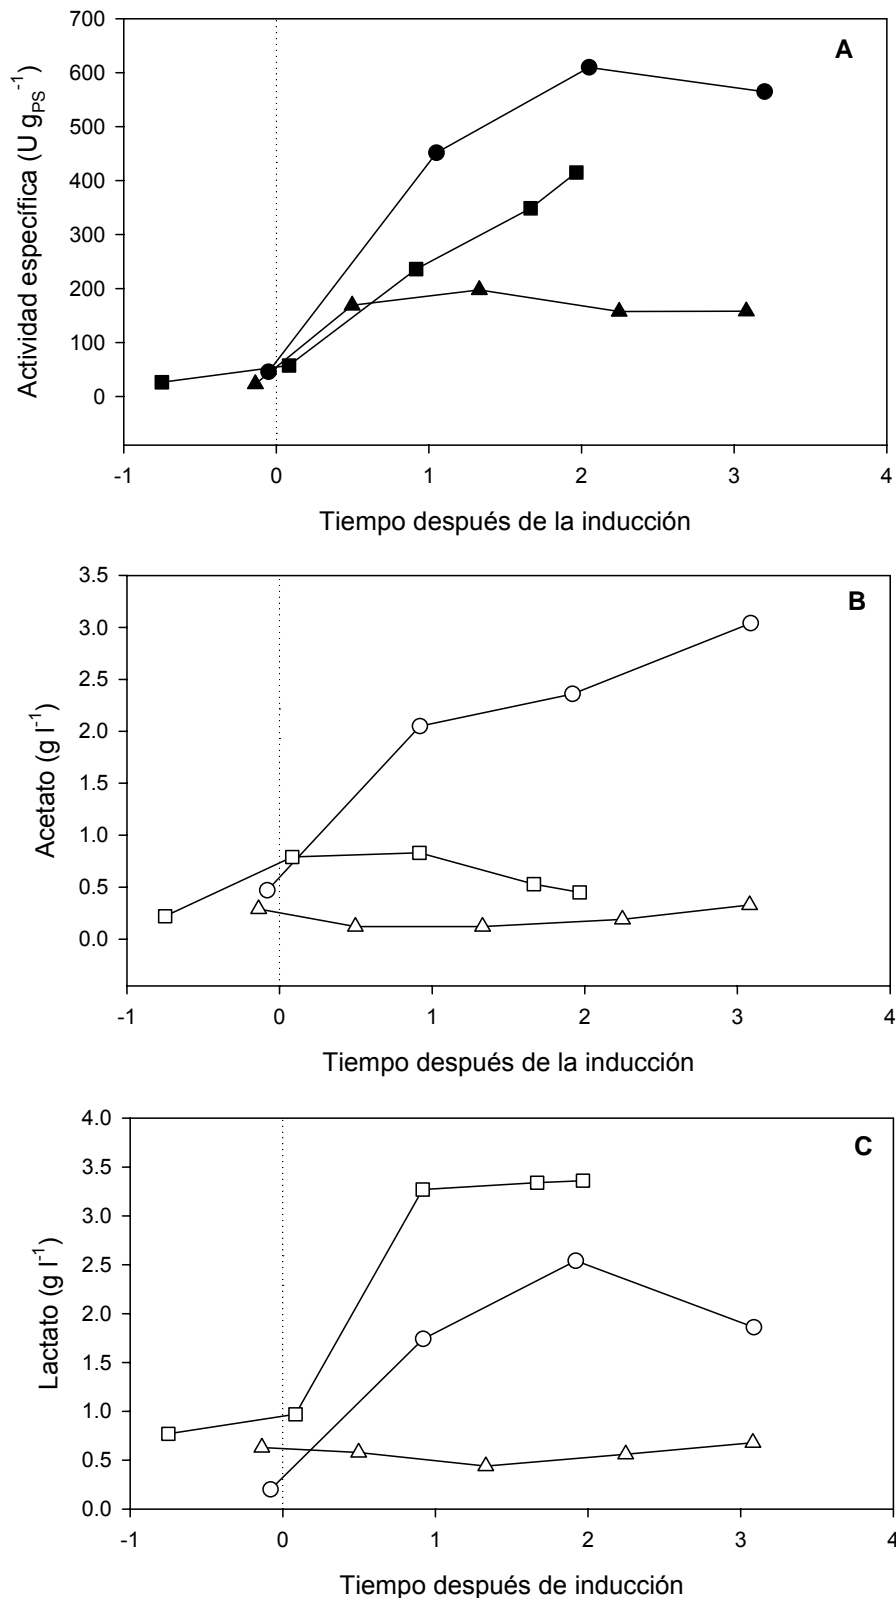 700
600
500
400
300
200
100
0
Actividad específica (U gPS-1)
A
-1 0 1 2 3 4
Tiempo después de la inducción
3.5
3.0
2.5
2.0
1.5
1.0
0.5
0.0
Acetato (g l-1)
B
-1 0 1 2 3 4
Tiempo después de la inducción
4.0
3.5
3.0
2.5
2.0
1.5
1.0
0.5
0.0
Lactato (g l-1)
C
-1 0 1 2 3 4
Tiempo después de inducción